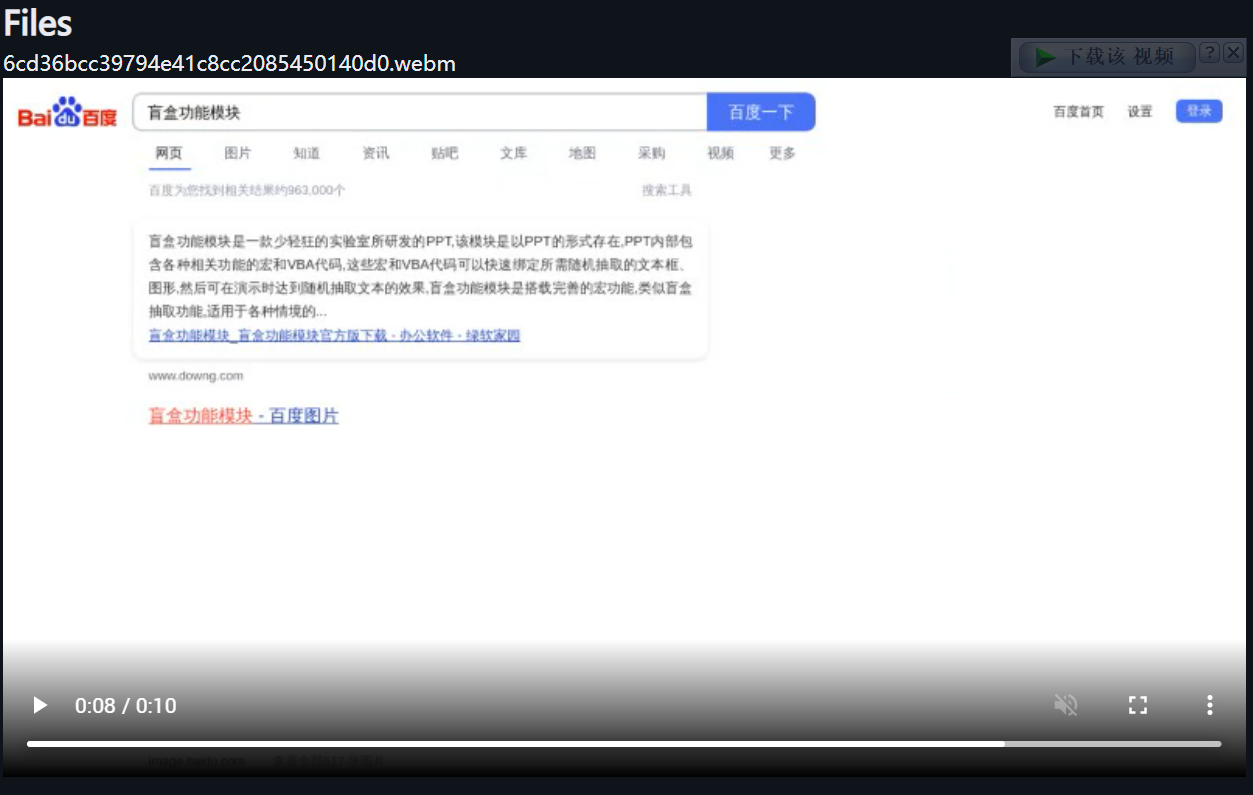 Files
6cd36bcc39794e41c8cc2085450140d0.webm
下载该 视频 ?
Bai du 百度 盲盒功能模块 百度一下 百度首页 设置 登录
网页 图片 知道 资讯 贴吧 文库 地图 采购 视频 更多
百度为您找到相关结果约963,000个 搜索工具
盲盒功能模块是一款少轻狂的实验室所研发的PPT,该模块是以PPT的形式存在,PPT内部包
含各种相关功能的宏和VBA代码,这些宏和VBA代码可以快速绑定所需随机抽取的文本框、
图形,然后可在演示时达到随机抽取文本的效果,盲盒功能模块是搭载完善的宏功能,类似盲盒
抽取功能,适用于各种情境的...
盲盒功能模块_盲盒功能模块官方版下载 - 办公软件 - 绿软家园
www.downg.com
盲盒功能模块 - 百度图片
0:08 / 0:10
image.baidu.com